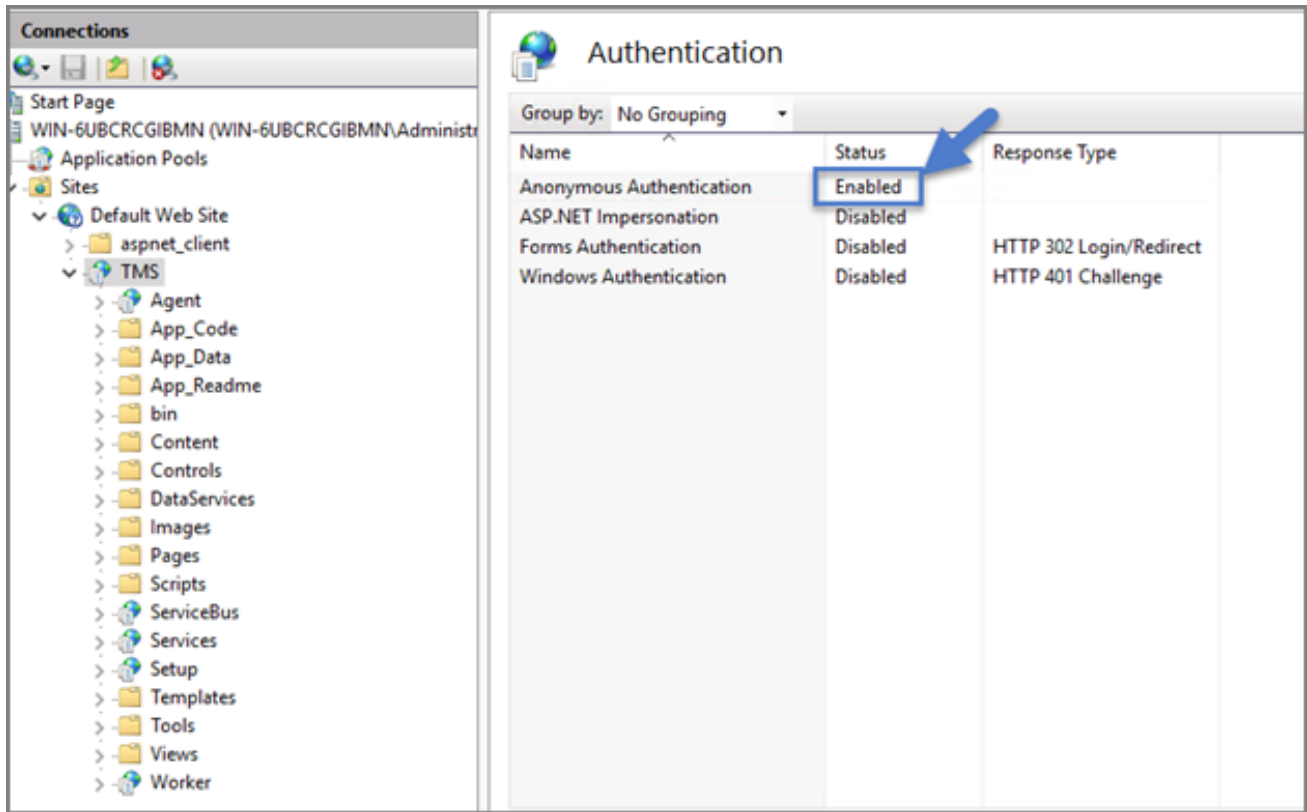 Connections
Start Page
WIN-6UBCRCGIBMN (WIN-6UBCRCGIBMN\Administr
Application Pools
Sites
Default Web Site
aspnet_client
TMS
Agent
App_Code
App_Data
App_Readme
bin
Content
Controls
DataServices
Images
Pages
Scripts
ServiceBus
Services
Setup
Templates
Tools
Views
Worker
Authentication
Group by: No Grouping
Name Status Response Type
Anonymous Authentication Enabled
ASP.NET Impersonation Disabled
Forms Authentication Disabled HTTP 302 Login/Redirect
Windows Authentication Disabled HTTP 401 Challenge